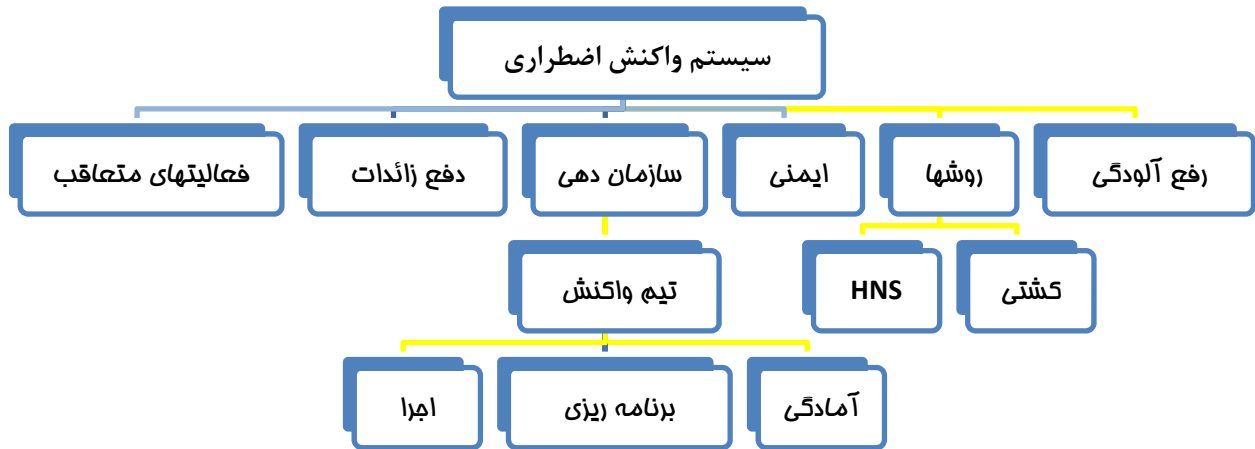 سیستم واکنش اضطراری
رفع آلودگی
روشها
ایمنی
سازمان دهی
دفع زائدات
فعالیتهای متعاقب
کشتی
HNS
تیم واکنش
آمادگی
برنامه ریزی
اجرا